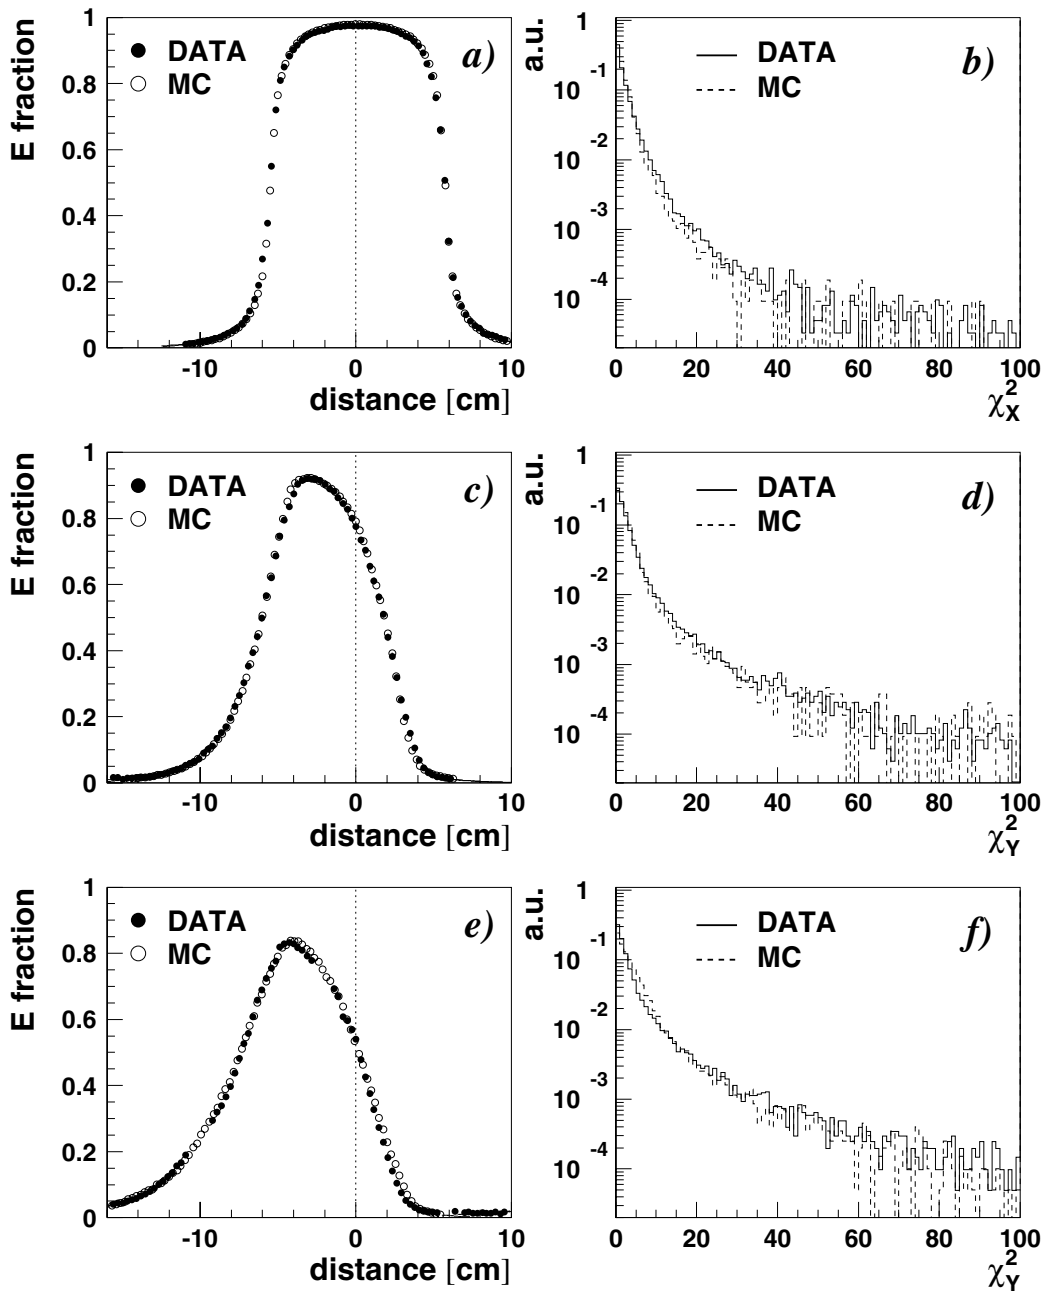 E fraction
1
0.8
0.6
0.4
0.2
0
DATA
MC
a)
-10
0
10
distance [cm]
a.u.
1
10 -1
10 -2
10 -3
10 -4
DATA
MC
b)
0 20 40 60 80 100
χ²X
E fraction
1
0.8
0.6
0.4
0.2
0
DATA
MC
c)
-10 0 10
distance [cm]
a.u.
1
10 -1
10 -2
10 -3
10 -4
DATA
MC
d)
0 20 40 60 80 100
χ²Y
E fraction
1
0.8
0.6
0.4
0.2
0
DATA
MC
e)
-10 0 10
distance [cm]
a.u.
1
10 -1
10 -2
10 -3
10 -4
DATA
MC
f)
0 20 40 60 80 100
χ²Y